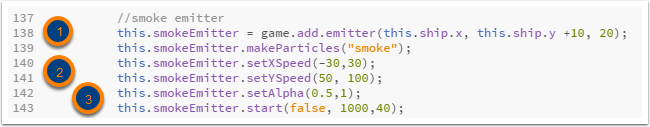 137 //smoke emitter
138 this.smokeEmitter = game.add.emitter(this.ship.x, this.ship.y +10, 20);
1
139 this.smokeEmitter.makeParticles("smoke");
140 this.smokeEmitter.setXSpeed(-30,30);
2
141 this.smokeEmitter.setYSpeed(50, 100);
142 this.smokeEmitter.setAlpha(0.5,1);
3
143 this.smokeEmitter.start(false, 1000,40);